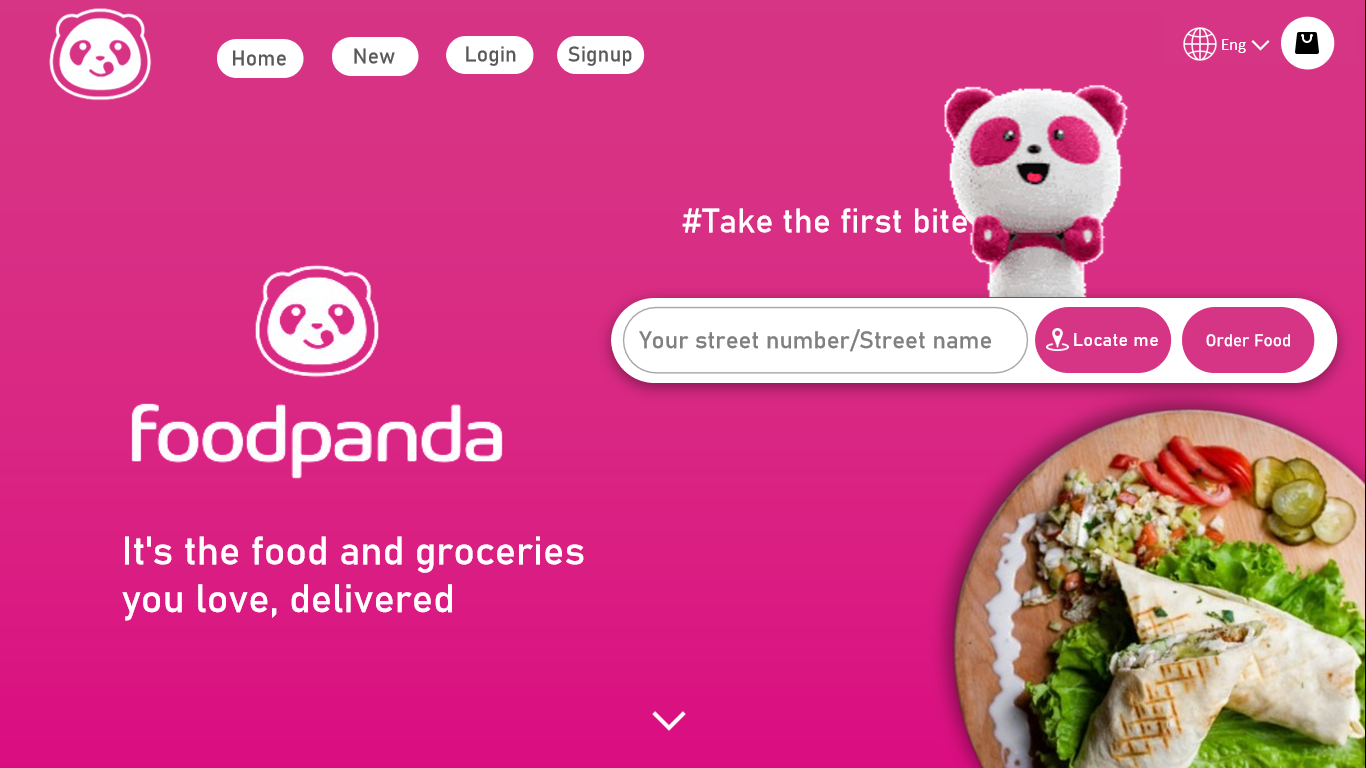 Home
New
Login
Signup
Eng
#Take the first bite
Your street number/Street name
Locate me
Order Food
foodpanda
It's the food and groceries
you love, delivered